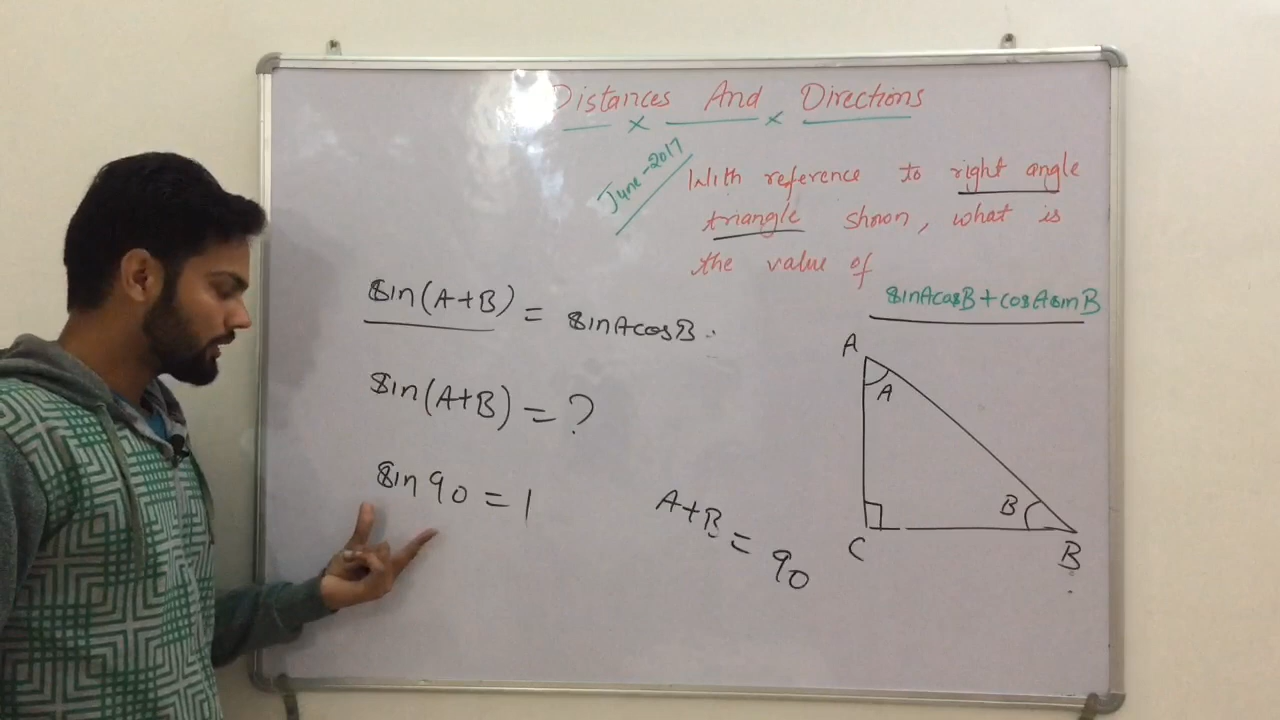 Distances And Directions
June-2017
With reference to right angle
triangle shown, what is
the value of
sinAcosB + cosAsinB
sin(A+B) = sinAcosB.
sin(A+B) = ?
sin 90 = 1
A+B = 90
A
A
B
C
B